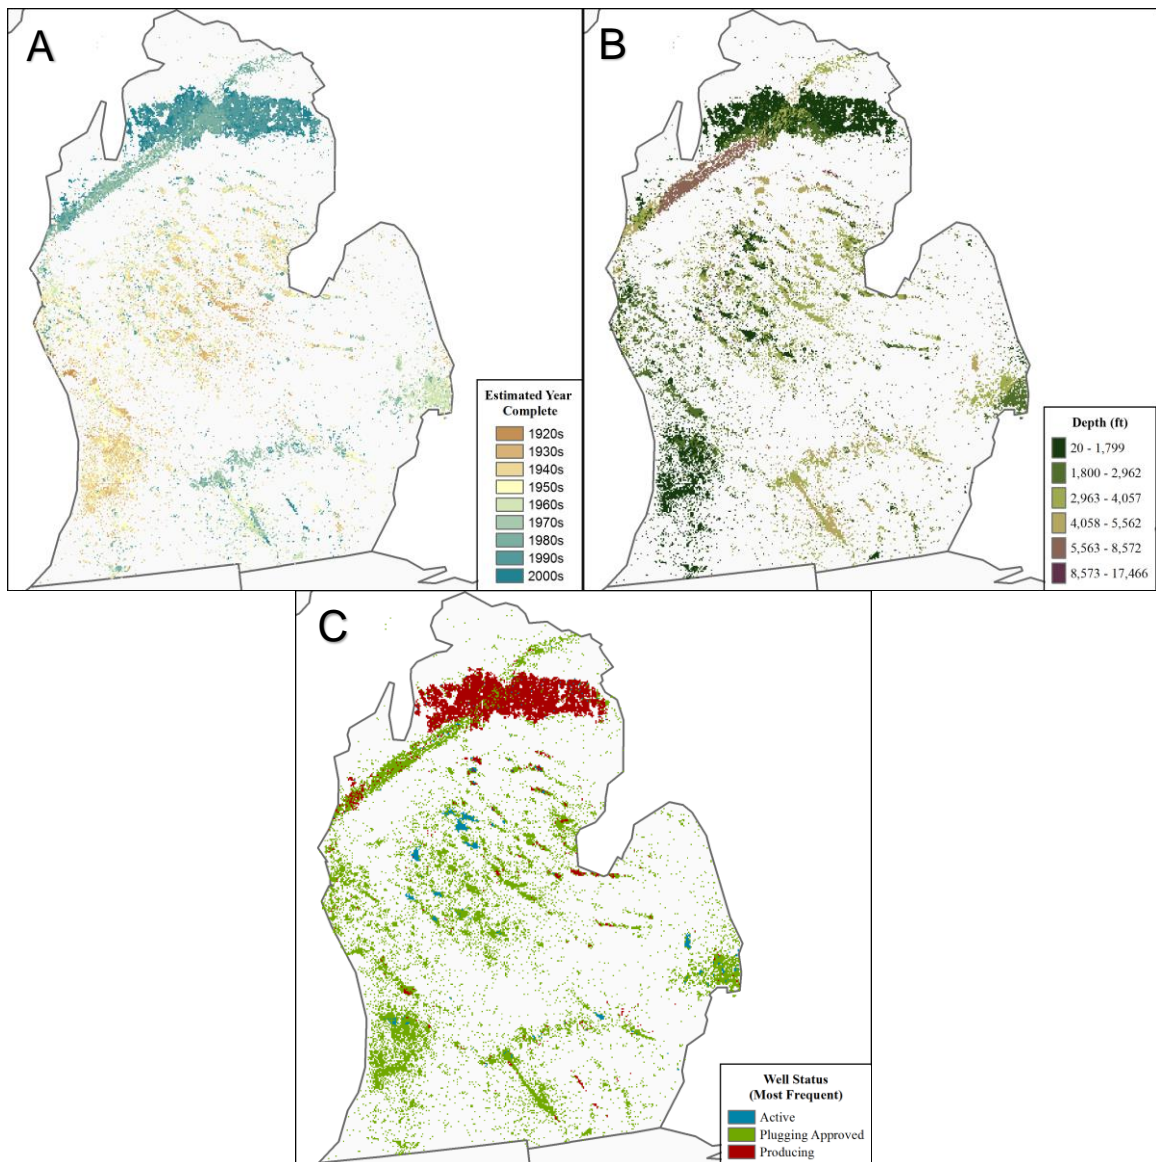 A
B
Estimated Year
Complete
1920s
1930s
1940s
1950s
1960s
1970s
1980s
1990s
2000s
Depth (ft)
20 - 1,799
1,800 - 2,962
2,963 - 4,057
4,058 - 5,562
5,563 - 8,572
8,573 - 17,466
C
Well Status
(Most Frequent)
Active
Plugging Approved
Producing